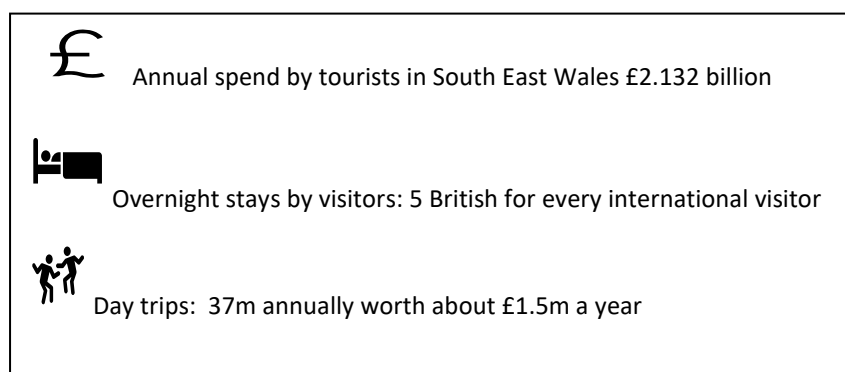 £ Annual spend by tourists in South East Wales £2.132 billion
Overnight stays by visitors: 5 British for every international visitor
Day trips: 37m annually worth about £1.5m a year